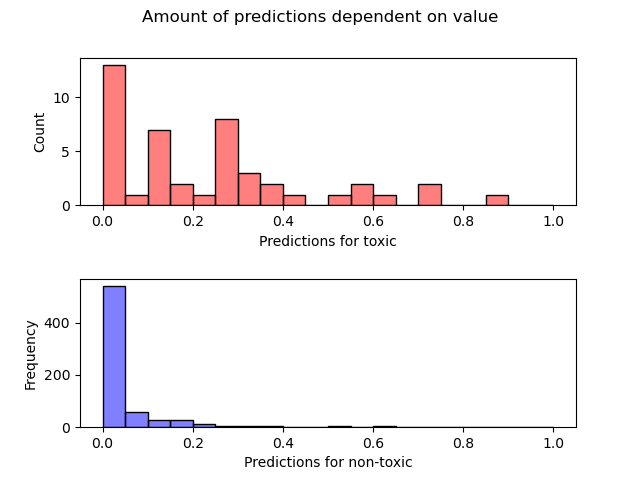 Amount of predictions dependent on value
Count
10
5
0
0.0 0.2 0.4 0.6 0.8 1.0
Predictions for toxic
Frequency
400
200
0
0.0 0.2 0.4 0.6 0.8 1.0
Predictions for non-toxic